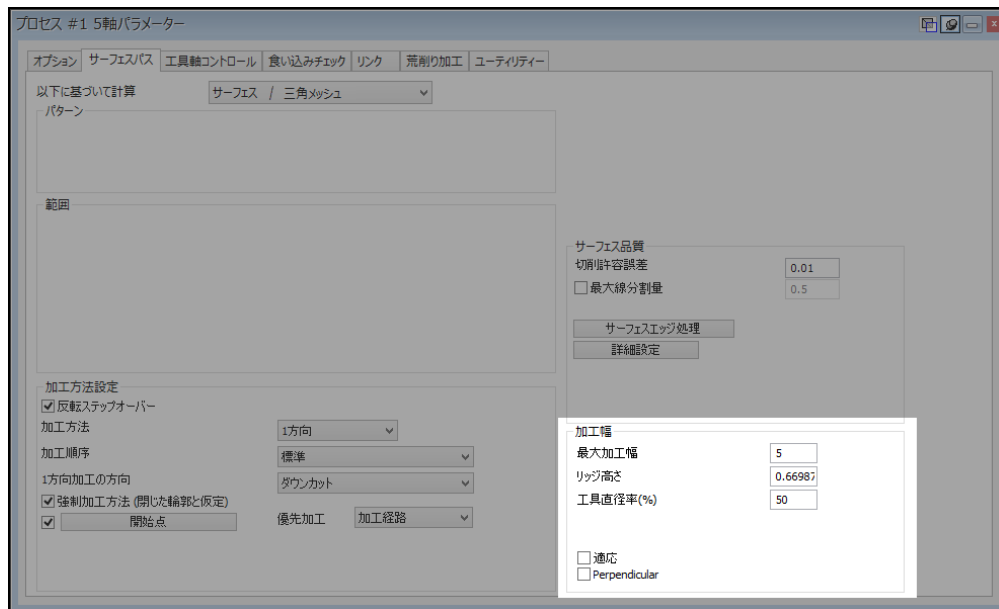 プロセス #1 5軸パラメーター
オプション サーフェスパス 工具軸コントロール 食い込みチェック リンク 荒削り加工 ユーティリティー
以下に基づいて計算 サーフェス / 三角メッシュ
パターン
範囲
サーフェス品質
切削許容誤差 0.01
最大線分割量 0.5
サーフェスエッジ処理
詳細設定
加工方法設定
反転ステップオーバー
加工方法 1方向
加工順序 標準
1方向加工の方向 ダウンカット
強制加工方法 (閉じた輪郭と仮定)
開始点 優先加工 加工経路
加工幅
最大加工幅 5
リッジ高さ 0.66987
工具直径率(%) 50
適応
Perpendicular